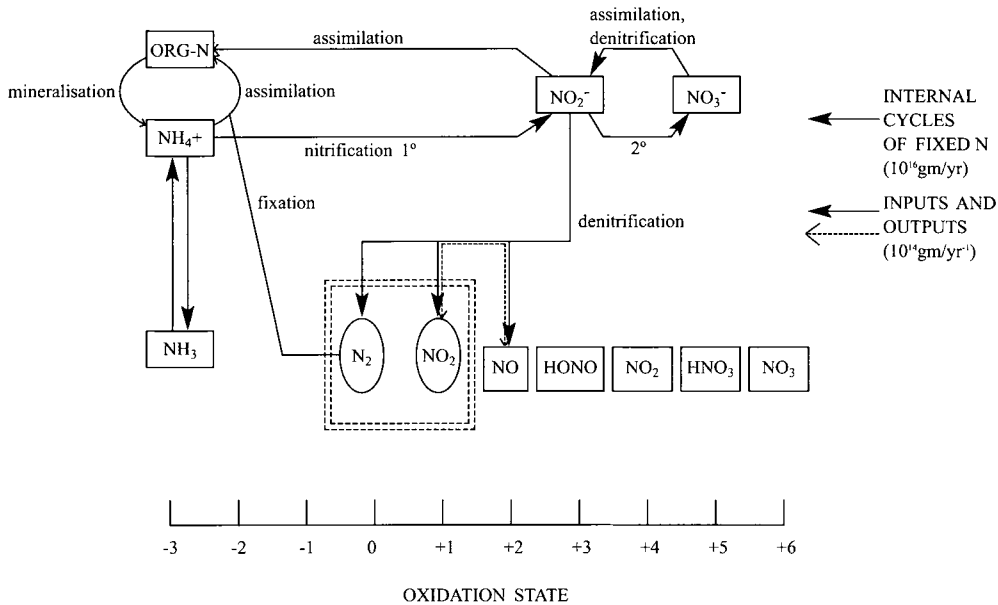 assimilation,
denitrification
ORG-N
assimilation
mineralisation
assimilation
NO₂⁻
NO₃⁻
INTERNAL
CYCLES
OF FIXED N
(10¹⁶gm/yr)
NH₄+
nitrification 1º
2º
fixation
denitrification
INPUTS AND
OUTPUTS
(10¹⁴gm/yr⁻¹)
NH₃
N₂
NO₂
NO
HONO
NO₂
HNO₃
NO₃
-3 -2 -1 0 +1 +2 +3 +4 +5 +6
OXIDATION STATE